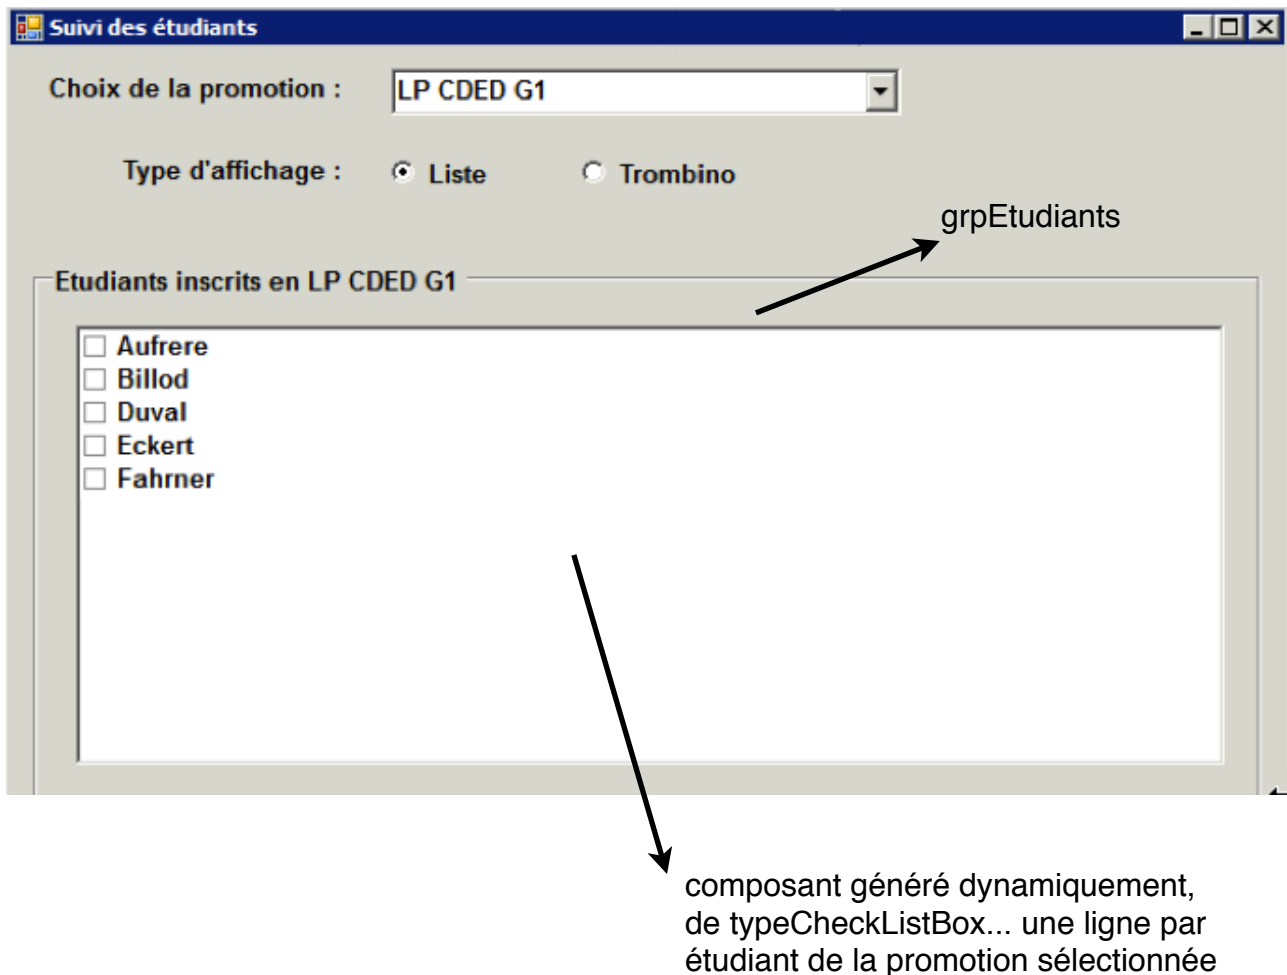 Suivi des étudiants
Choix de la promotion :
LP CDED G1
Type d'affichage :
Liste
Trombino
grpEtudiants
Etudiants inscrits en LP CDED G1
Aufrere
Billod
Duval
Eckert
Fahrner
composant généré dynamiquement,
de typeCheckListBox... une ligne par
étudiant de la promotion sélectionnée